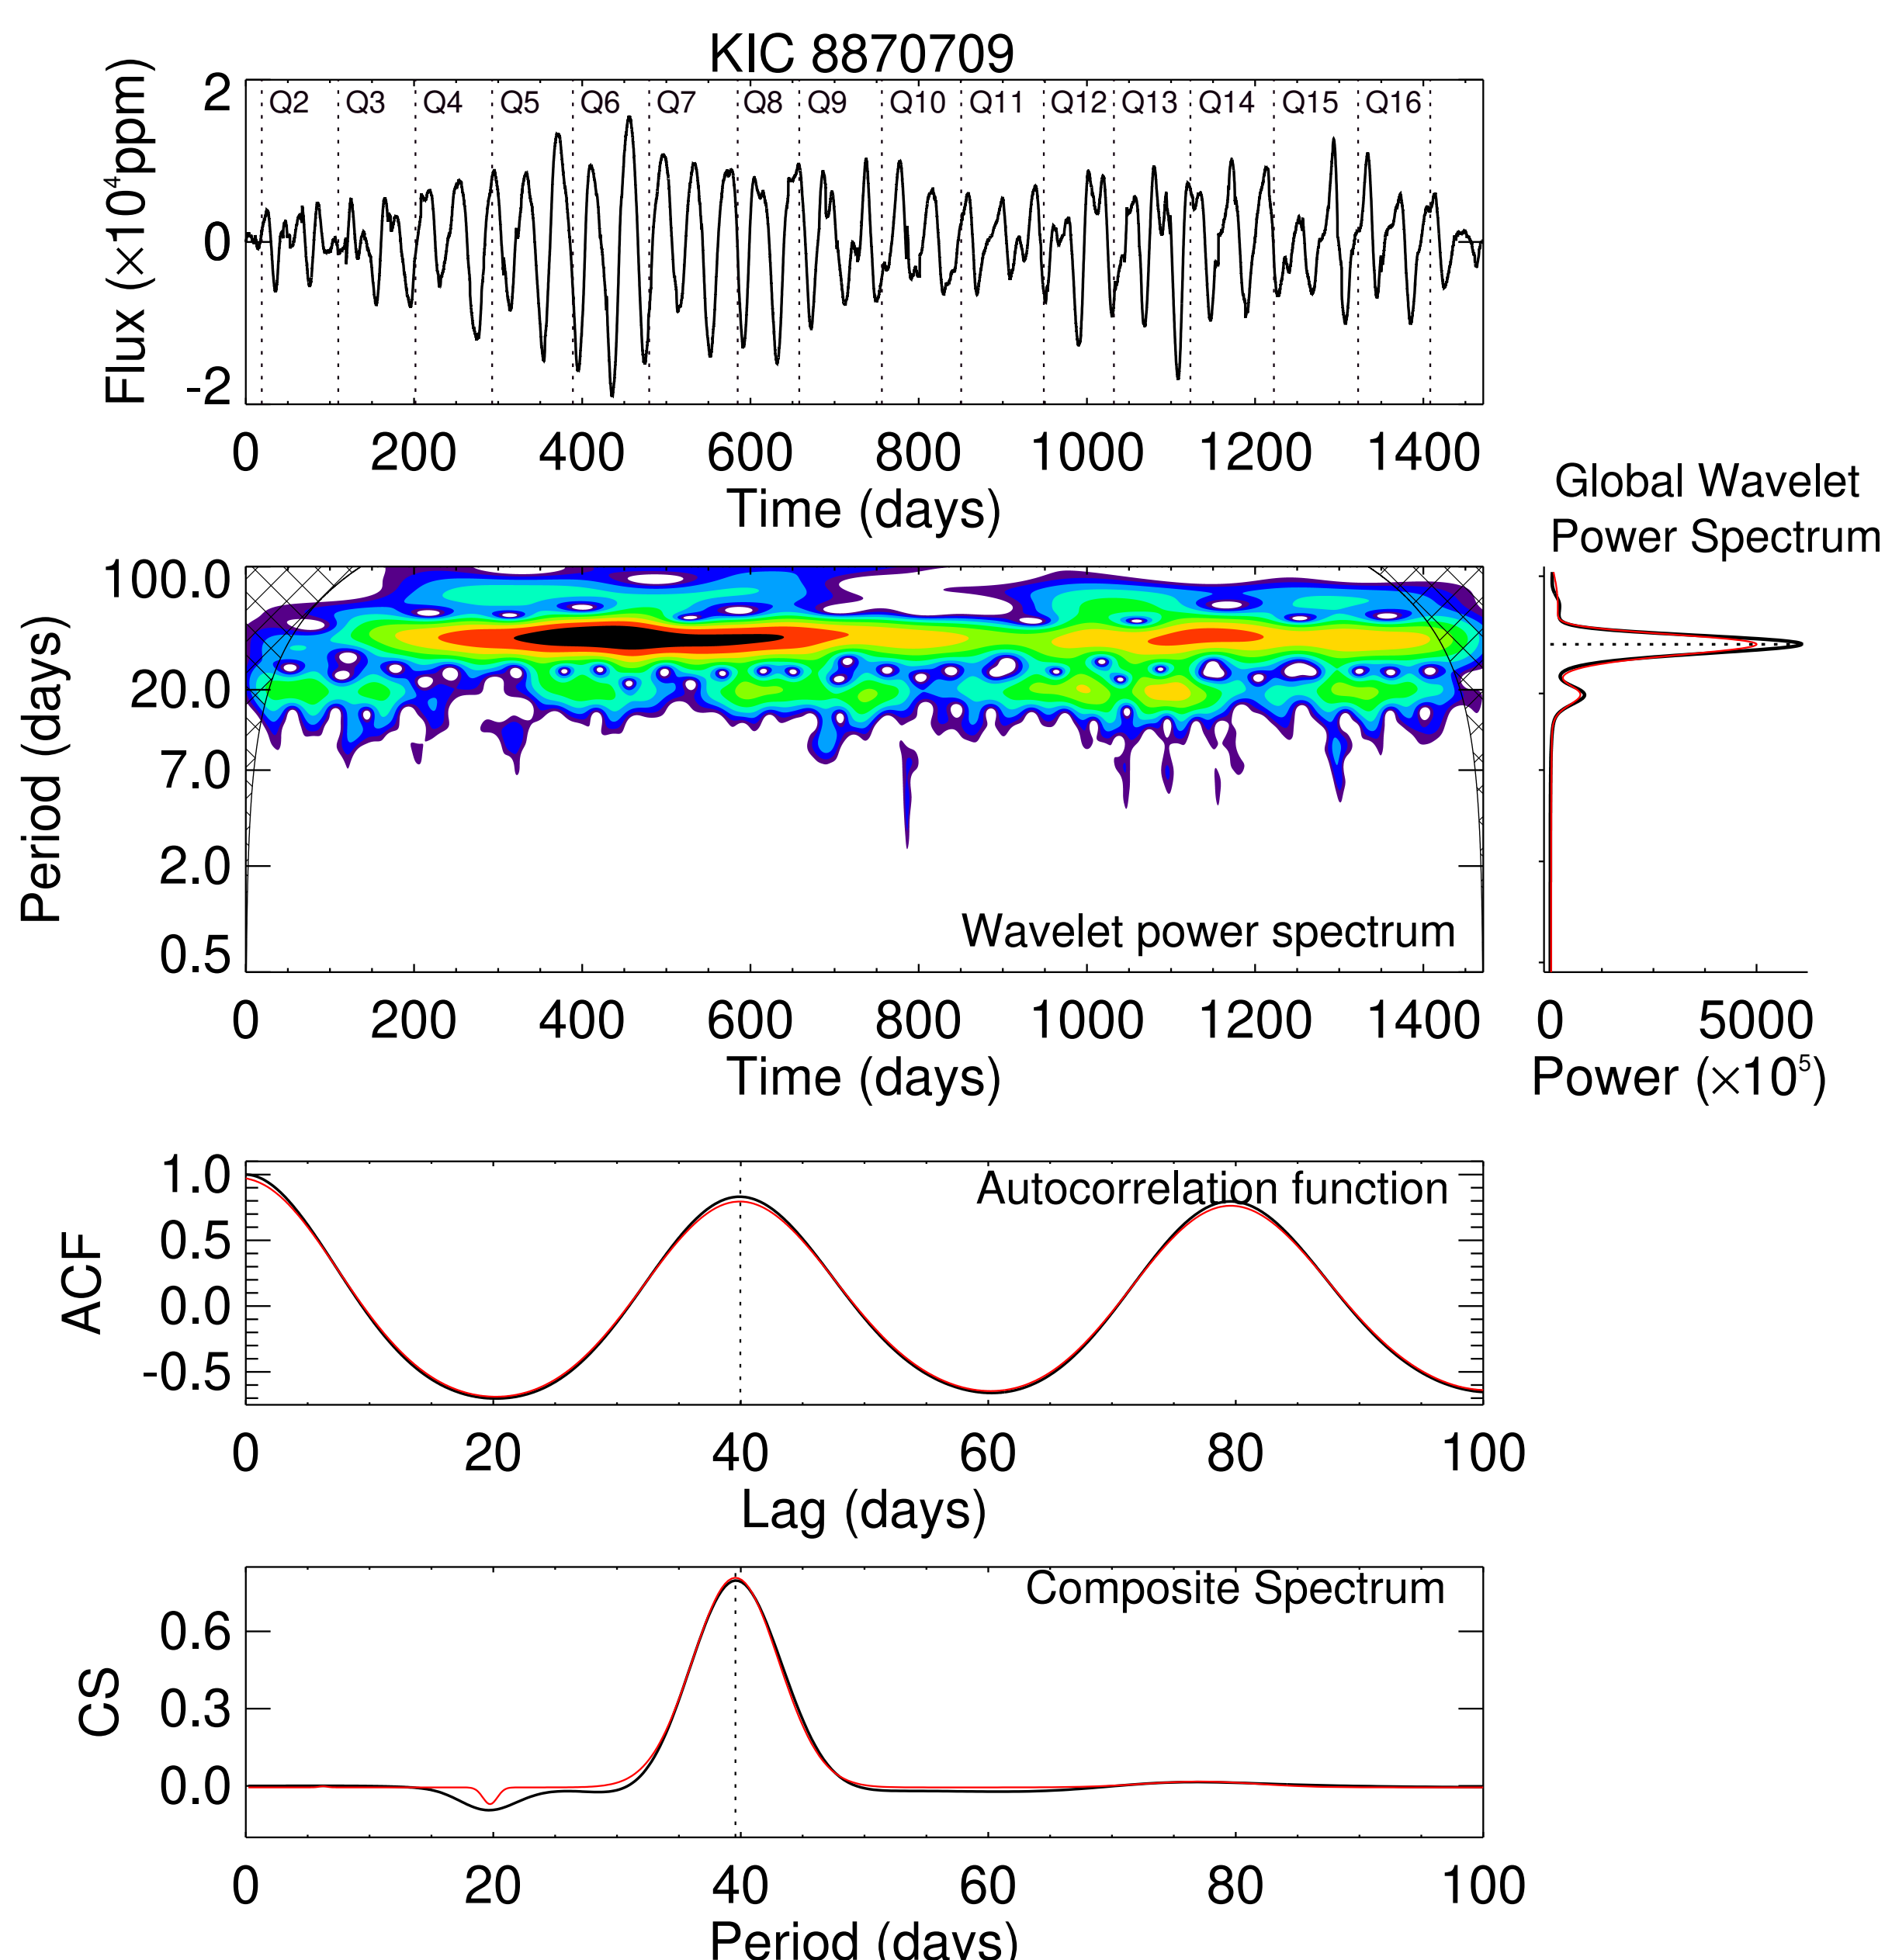 KIC 8870709
Flux (×10⁴ppm)
2
0
-2
Q2 Q3 Q4 Q5 Q6 Q7 Q8 Q9 Q10 Q11 Q12 Q13 Q14 Q15 Q16
0 200 400 600 800 1000 1200 1400
Time (days)
Global Wavelet
Power Spectrum
Period (days)
100.0
20.0
7.0
2.0
0.5
Wavelet power spectrum
0 200 400 600 800 1000 1200 1400
Time (days)
0 5000
Power (×10⁵)
ACF
1.0
0.5
0.0
-0.5
Autocorrelation function
0 20 40 60 80 100
Lag (days)
CS
0.6
0.3
0.0
Composite Spectrum
0 20 40 60 80 100
Period (days)